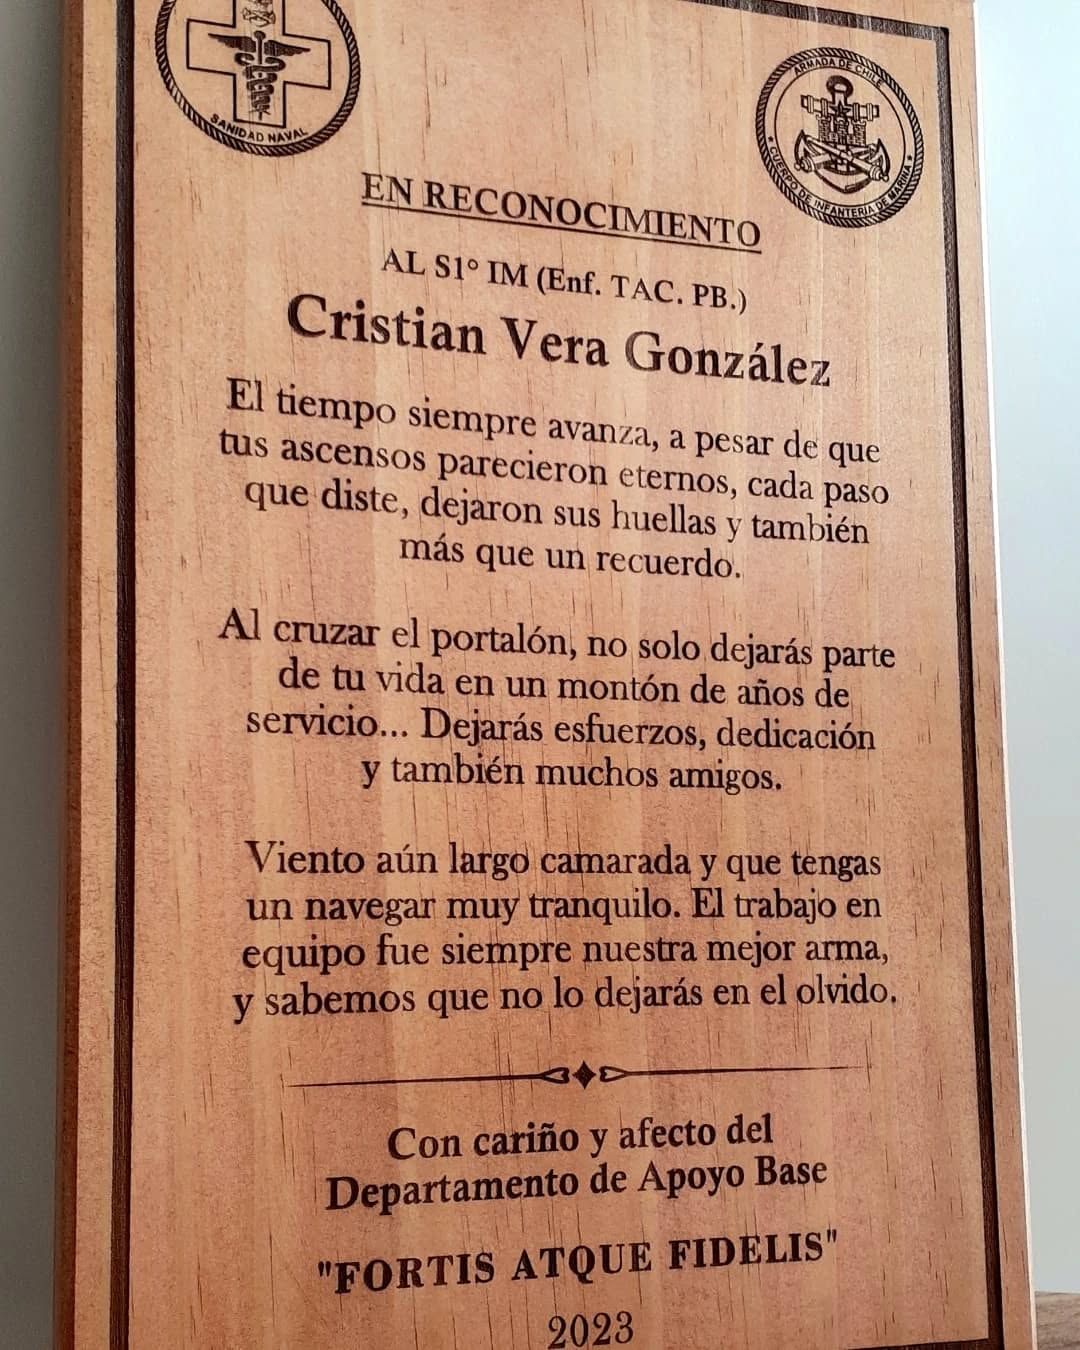 SANIDAD NAVAL
ARMADA DE CHILE
CUERPO DE INFANTERIA DE MARINA
EN RECONOCIMIENTO
AL S1° IM (Enf. TAC. PB.)
Cristian Vera González
El tiempo siempre avanza, a pesar de que
tus ascensos parecieron eternos, cada paso
que diste, dejaron sus huellas y también
más que un recuerdo.
Al cruzar el portalón, no solo dejarás parte
de tu vida en un montón de años de
servicio... Dejarás esfuerzos, dedicación
y también muchos amigos.
Viento aún largo camarada y que tengas
un navegar muy tranquilo. El trabajo en
equipo fue siempre nuestra mejor arma,
y sabemos que no lo dejarás en el olvido.
Con cariño y afecto del
Departamento de Apoyo Base
"FORTIS ATQUE FIDELIS"
2023